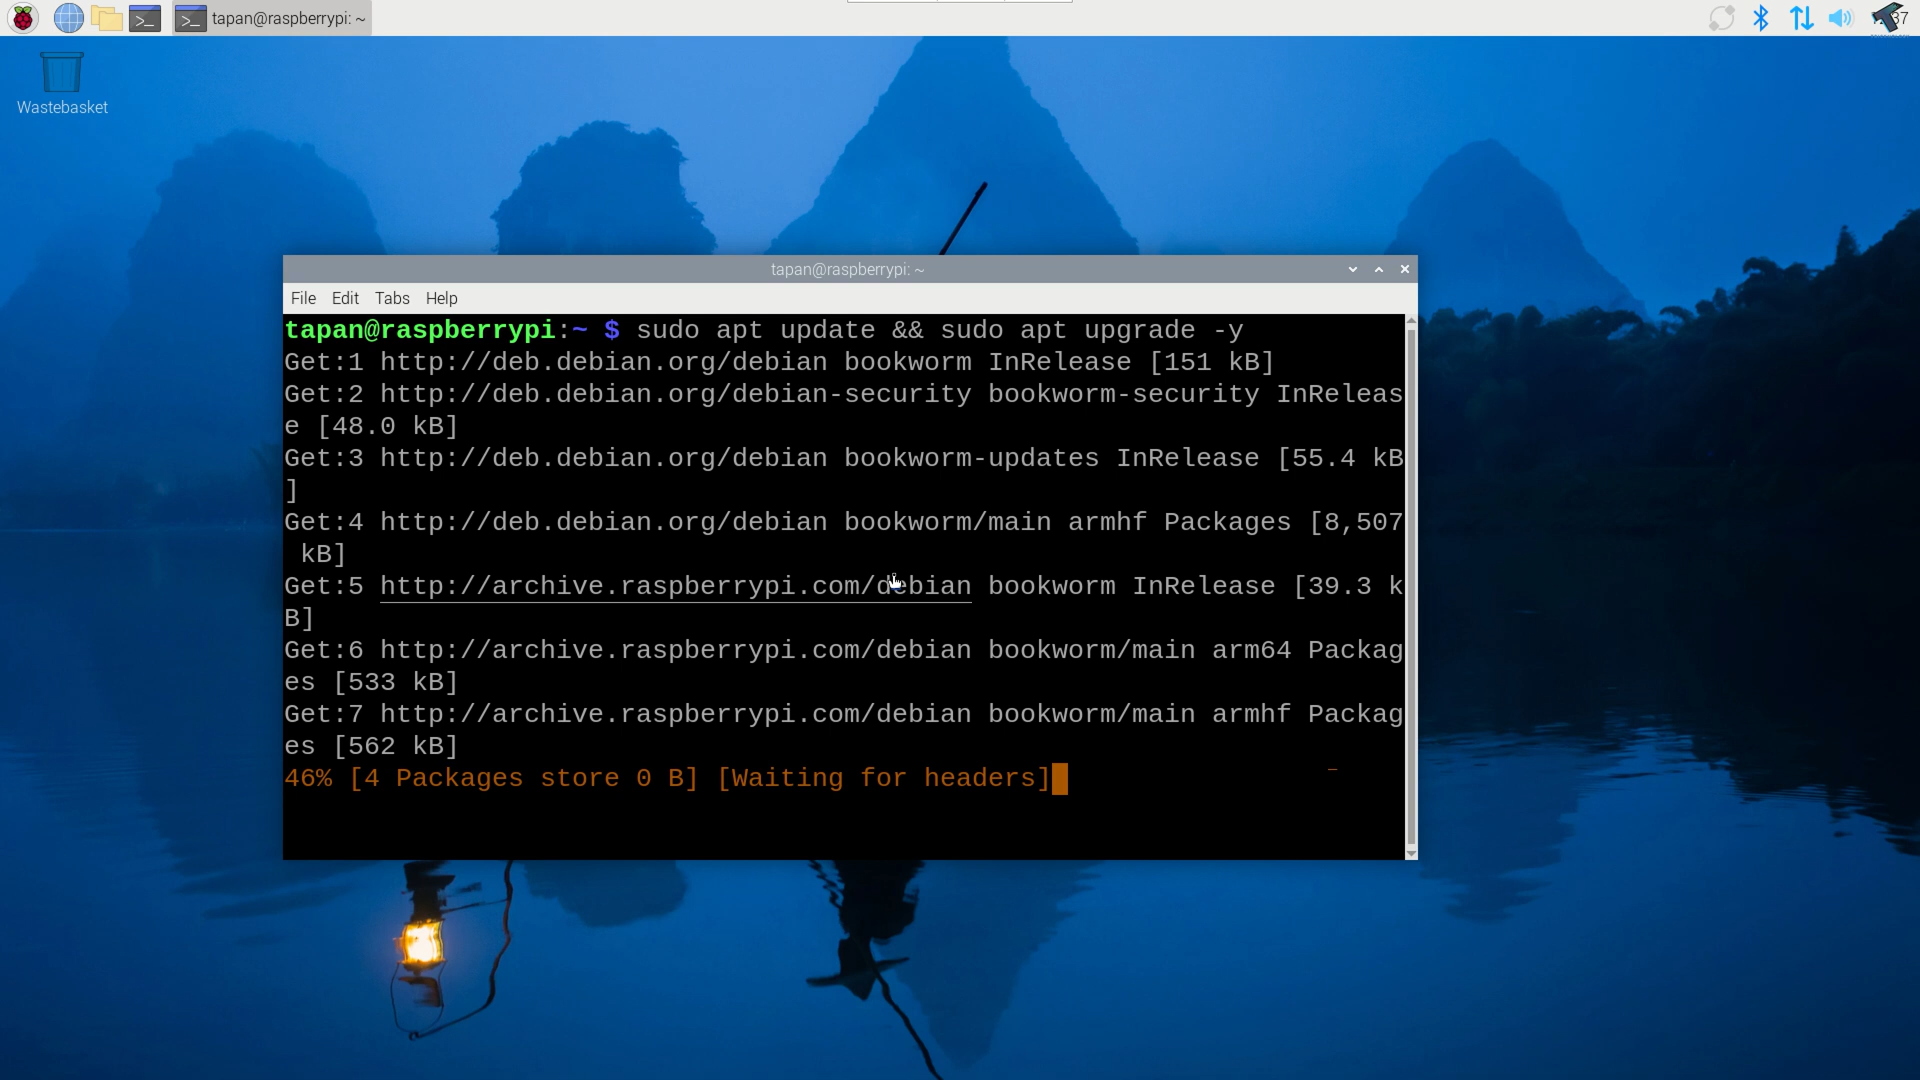 tapan@raspberrypi: ~
Wastebasket
tapan@raspberrypi: ~
File Edit Tabs Help
tapan@raspberrypi:~ $ sudo apt update && sudo apt upgrade -y
Get:1 http://deb.debian.org/debian bookworm InRelease [151 kB]
Get:2 http://deb.debian.org/debian-security bookworm-security InReleas
e [48.0 kB]
Get:3 http://deb.debian.org/debian bookworm-updates InRelease [55.4 kB
]
Get:4 http://deb.debian.org/debian bookworm/main armhf Packages [8,507
kB]
Get:5 http://archive.raspberrypi.com/debian bookworm InRelease [39.3 k
B]
Get:6 http://archive.raspberrypi.com/debian bookworm/main arm64 Packag
es [533 kB]
Get:7 http://archive.raspberrypi.com/debian bookworm/main armhf Packag
es [562 kB]
46% [4 Packages store 0 B] [Waiting for headers]